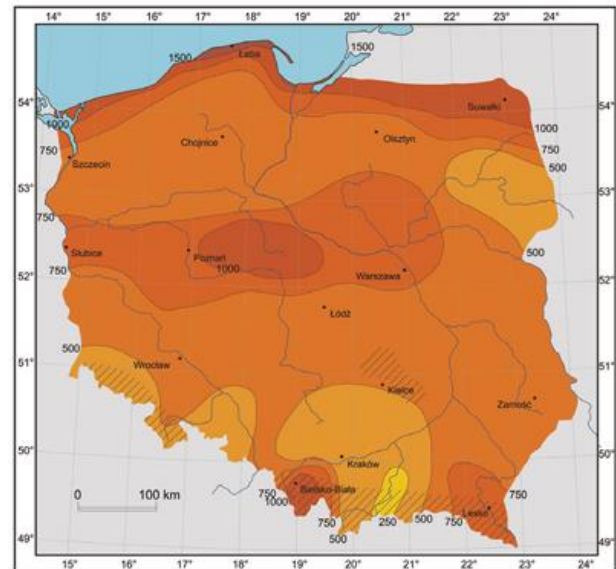 14° 15° 16° 17° 18° 19° 20° 21° 22° 23° 24°
1500
Łeba
1500
54°
Suwałki
54°
1000
Chojnice
Olsztyn
1000
750
750
500
Szczecin
53°
53°
750
500
Słubice
Poznań
1000
750
Warszawa
52°
52°
Łódź
500
51°
Wrocław
51°
Kielce
Zamość
50°
50°
Kraków
750
Bielsko-Biała
750
0 100 km
1000
Lesko
750
250
500
750
500
49°
49°
15° 16° 17° 18° 19° 20° 21° 22° 23°